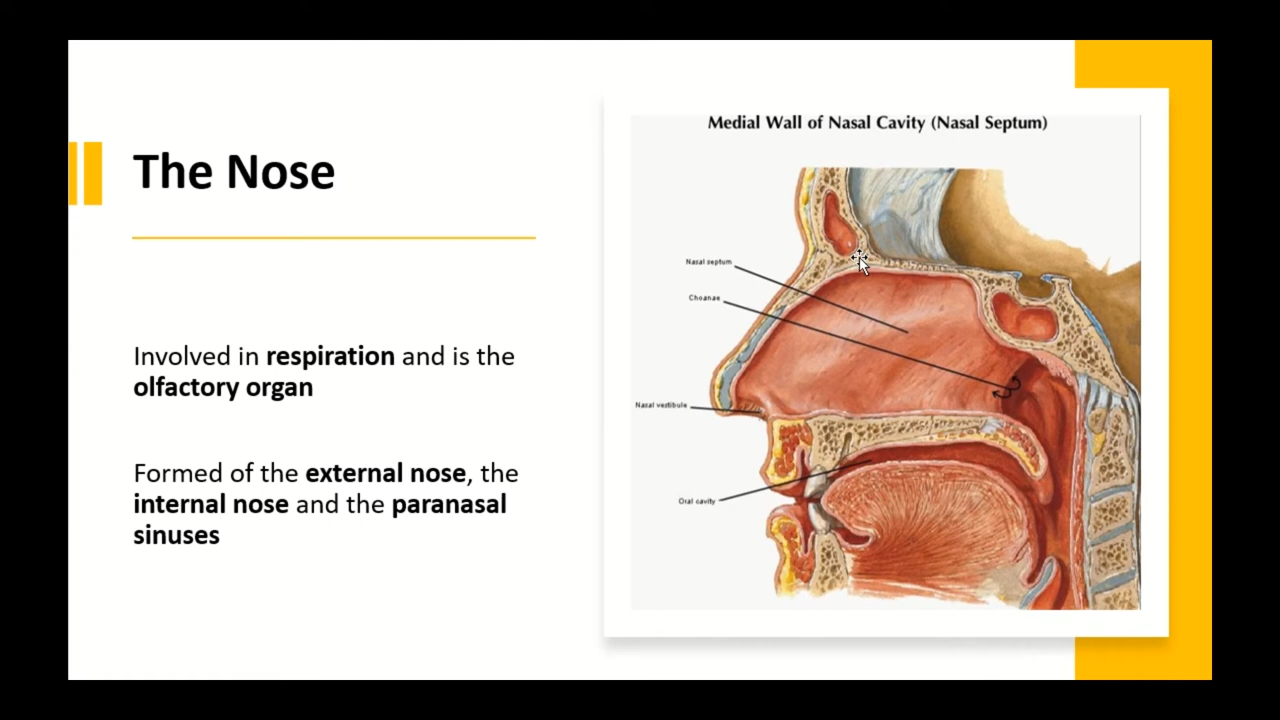 The Nose
Involved in respiration and is the
olfactory organ
Formed of the external nose, the
internal nose and the paranasal
sinuses
Medial Wall of Nasal Cavity (Nasal Septum)
Nasal septum
Choanae
Nasal vestibule
Oral cavity